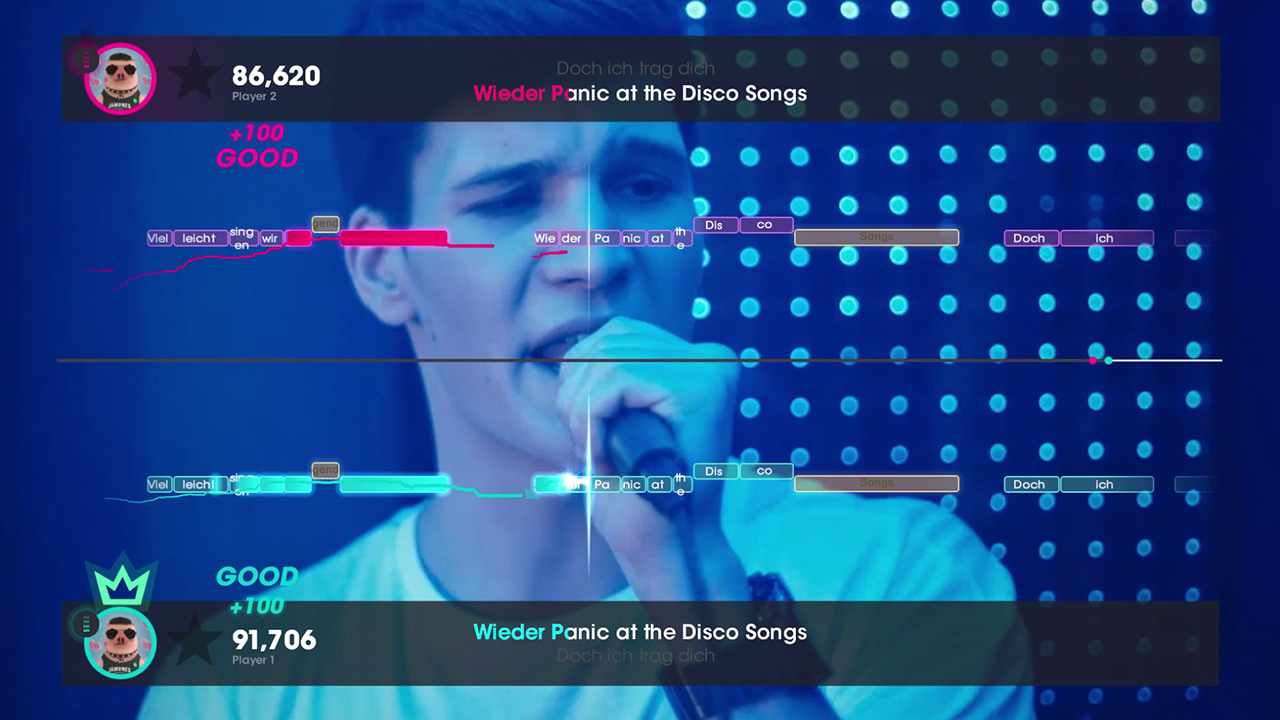 Doch ich trag dich
86,620
Wieder Panic at the Disco Songs
Player 2
+100
GOOD
Viel leicht sing en wir gend Wie der Pa nic at th e Dis co Songs Doch ich
Viel leicht sing en gend Pa nic at th e Dis co Songs Doch ich
GOOD
+100
91,706
Wieder Panic at the Disco Songs
Player 1
Doch ich trag dich